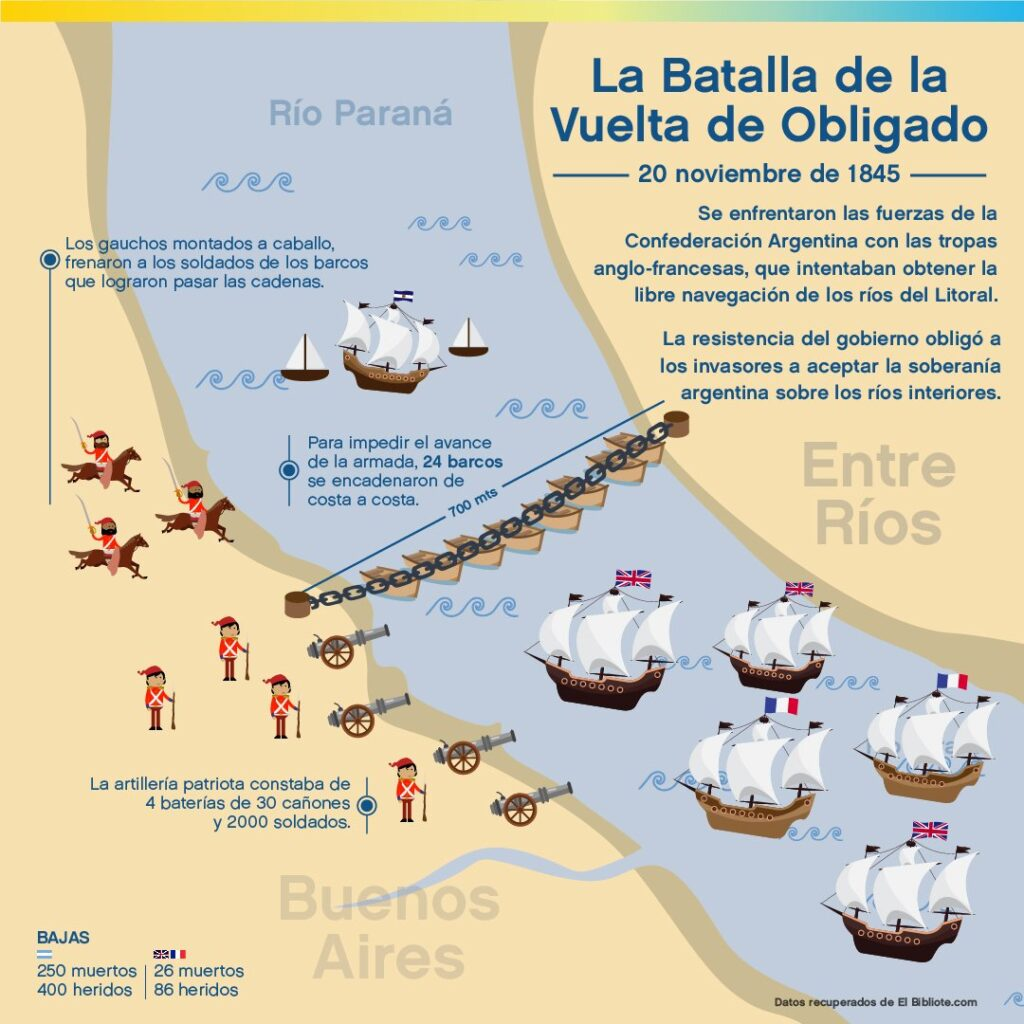 La Batalla de la
Vuelta de Obligado
20 noviembre de 1845
Se enfrentaron las fuerzas de la
Confederación Argentina con las tropas
anglo-francesas, que intentaban obtener la
libre navegación de los ríos del Litoral.
La resistencia del gobierno obligó a
los invasores a aceptar la soberanía
argentina sobre los ríos interiores.
Río Paraná
Los gauchos montados a caballo,
frenaron a los soldados de los barcos
que lograron pasar las cadenas.
Para impedir el avance
de la armada, 24 barcos
se encadenaron de
costa a costa.
700 mts
Entre
Ríos
La artillería patriota constaba de
4 baterías de 30 cañones
y 2000 soldados.
Buenos
Aires
BAJAS
250 muertos
400 heridos
26 muertos
86 heridos
Datos recuperados de El Bibliote.com